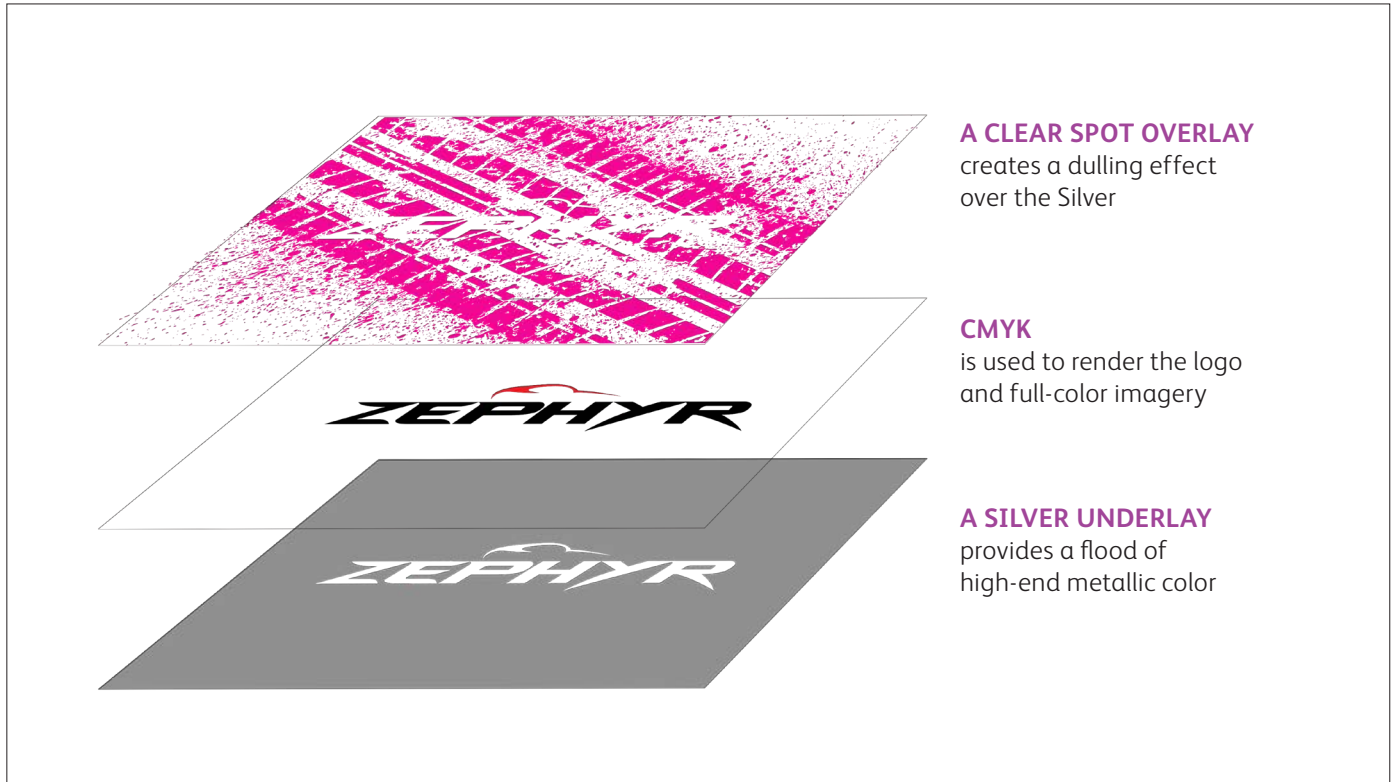 A CLEAR SPOT OVERLAY
creates a dulling effect
over the Silver
CMYK
is used to render the logo
and full-color imagery
ZEPHYR
A SILVER UNDERLAY
provides a flood of
high-end metallic color
ZEPHYR